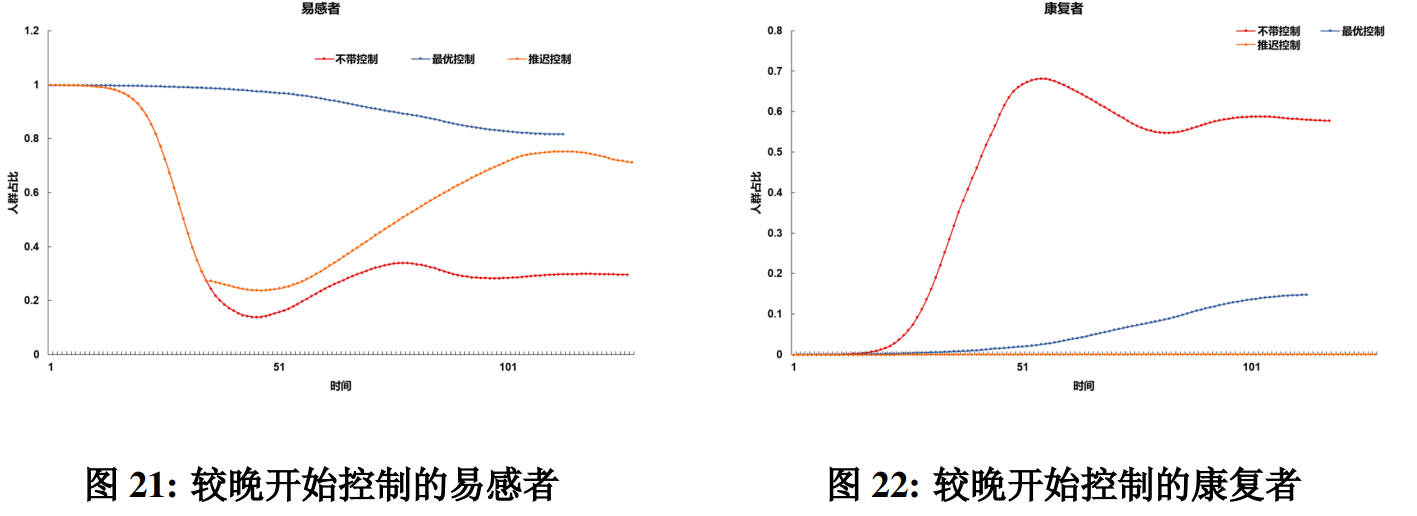 易感者
1.2
1
0.8
0.6
0.4
0.2
0
人群占比
不带控制 最优控制 推迟控制
1 51 101
时间
图 21: 较晚开始控制的易感者
康复者
0.8
0.7
0.6
0.5
0.4
0.3
0.2
0.1
0
人群占比
不带控制 最优控制
推迟控制
1 51 101
时间
图 22: 较晚开始控制的康复者